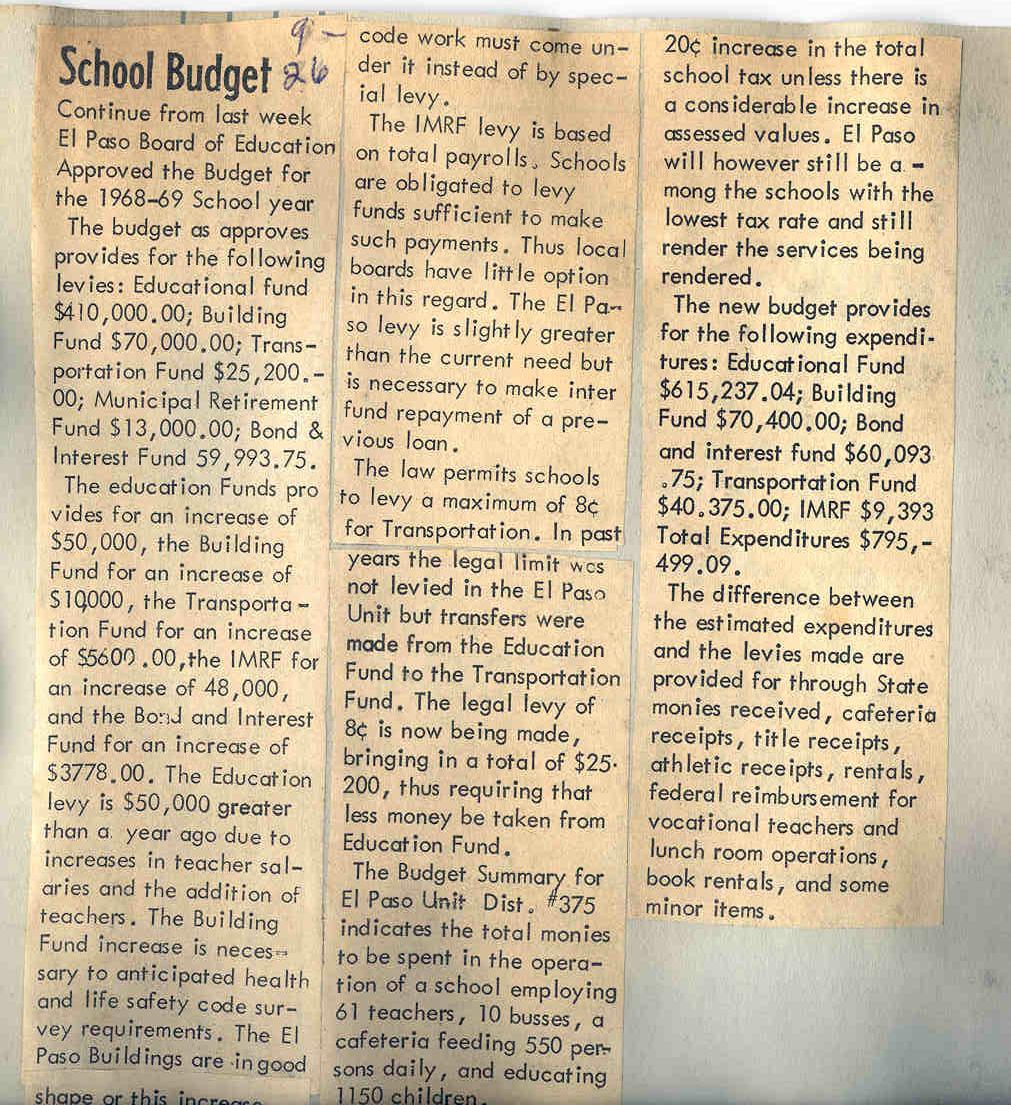 9-
26
School Budget
Continue from last week
El Paso Board of Education
Approved the Budget for
the 1968-69 School year
The budget as approves
provides for the following
levies: Educational fund
$410,000.00; Building
Fund $70,000.00; Trans-
portation Fund $25,200.-
00; Municipal Retirement
Fund $13,000.00; Bond &
Interest Fund 59,993.75.
The education Funds pro
vides for an increase of
$50,000, the Building
Fund for an increase of
$10,000, the Transporta-
tion Fund for an increase
of $5600.00, the IMRF for
an increase of 48,000,
and the Bond and Interest
Fund for an increase of
$3778.00. The Education
levy is $50,000 greater
than a year ago due to
increases in teacher sal-
aries and the addition of
teachers. The Building
Fund increase is neces-
sary to anticipated health
and life safety code sur-
vey requirements. The El
Paso Buildings are in good
shape or this increase
code work must come un-
der it instead of by spec-
ial levy.
The IMRF levy is based
on total payrolls. Schools
are obligated to levy
funds sufficient to make
such payments. Thus local
boards have little option
in this regard. The El Pa-
so levy is slightly greater
than the current need but
is necessary to make inter
fund repayment of a pre-
vious loan.
The law permits schools
to levy a maximum of 8¢
for Transportation. In past
years the legal limit was
not levied in the El Paso
Unit but transfers were
made from the Education
Fund to the Transportation
Fund. The legal levy of
8¢ is now being made,
bringing in a total of $25.
200, thus requiring that
less money be taken from
Education Fund.
The Budget Summary for
El Paso Unit Dist. #375
indicates the total monies
to be spent in the opera-
tion of a school employing
61 teachers, 10 busses, a
cafeteria feeding 550 per-
sons daily, and educating
1150 children.
20¢ increase in the total
school tax unless there is
a considerable increase in
assessed values. El Paso
will however still be a -
mong the schools with the
lowest tax rate and still
render the services being
rendered.
The new budget provides
for the following expendi-
tures: Educational Fund
$615,237.04; Building
Fund $70,400.00; Bond
and interest fund $60,093
.75; Transportation Fund
$40.375.00; IMRF $9,393
Total Expenditures $795,-
499.09.
The difference between
the estimated expenditures
and the levies made are
provided for through State
monies received, cafeteria
receipts, title receipts,
athletic receipts, rentals,
federal reimbursement for
vocational teachers and
lunch room operations,
book rentals, and some
minor items.